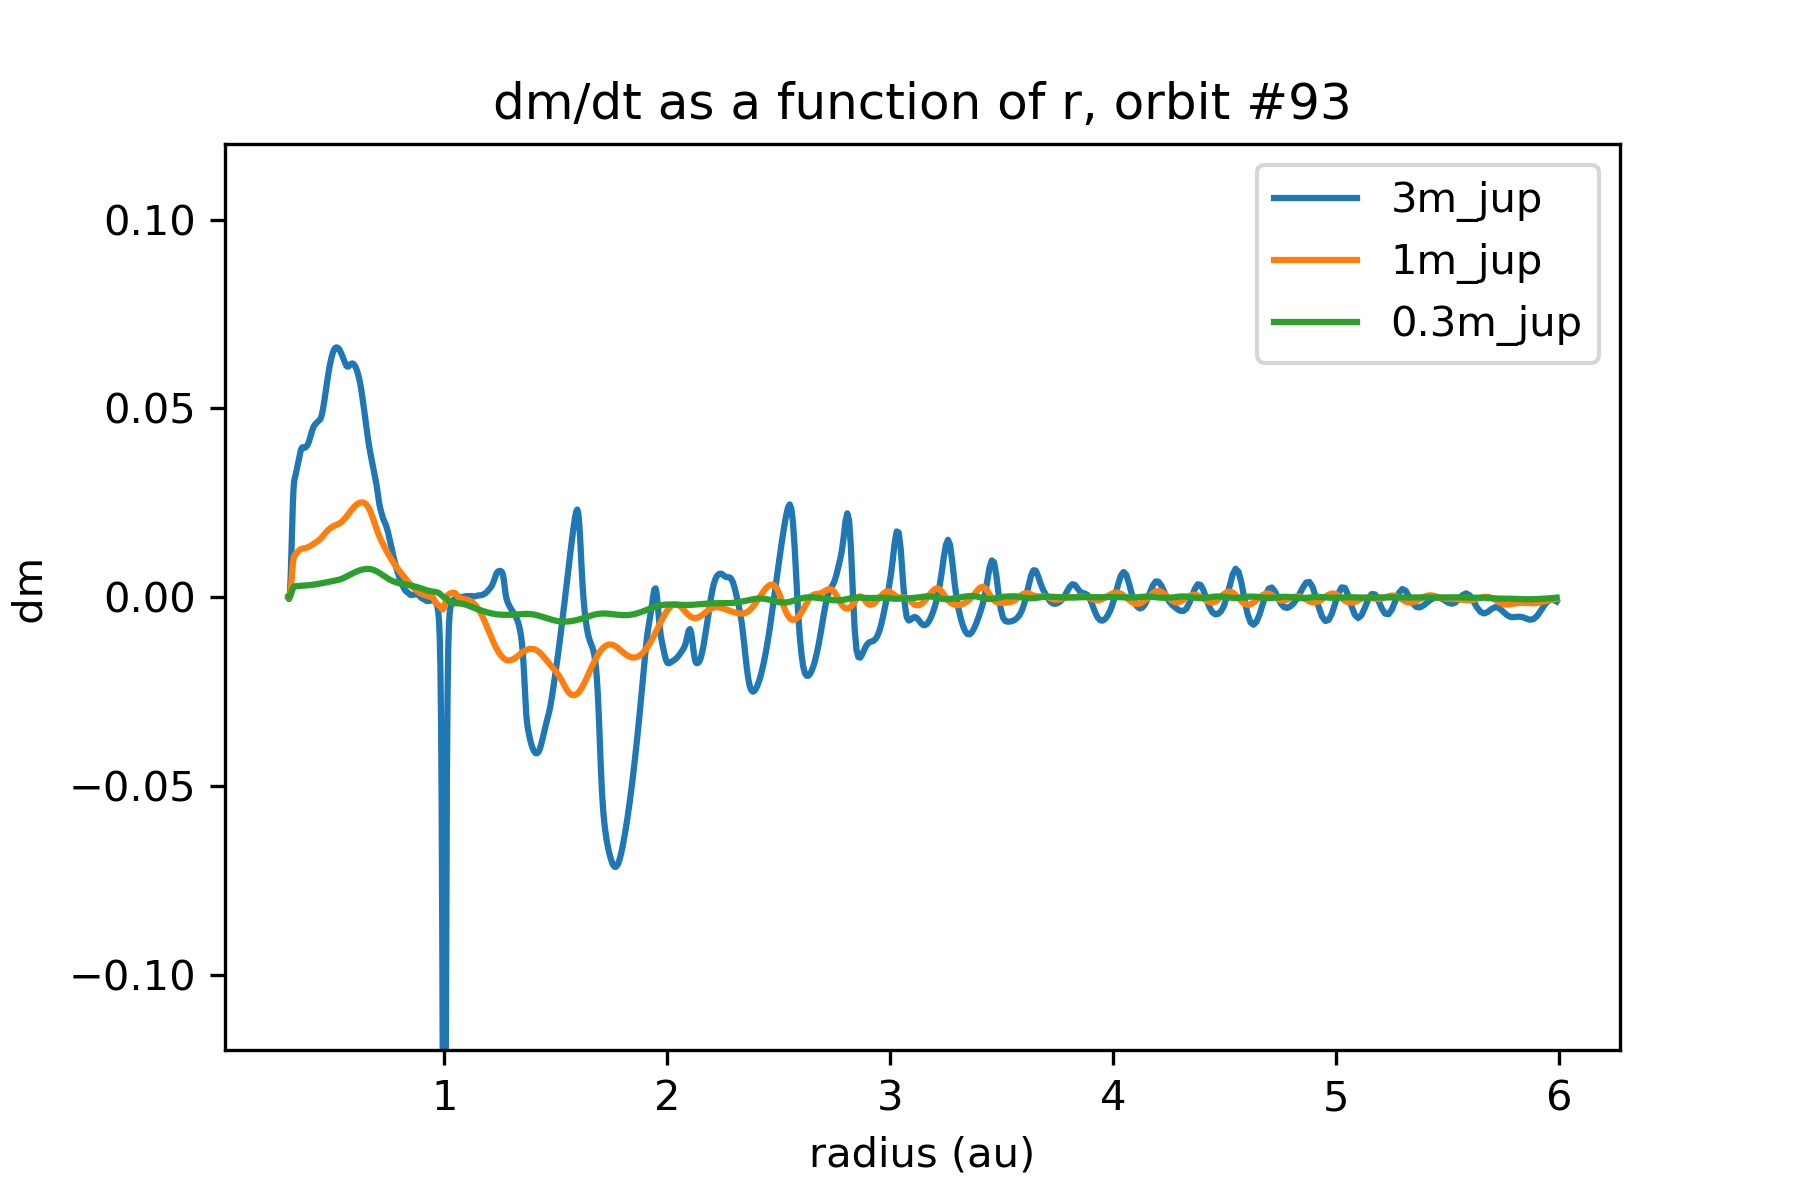 dm/dt as a function of r, orbit #93
3m_jup
1m_jup
0.3m_jup
dm
0.10
0.05
0.00
−0.05
−0.10
1 2 3 4 5 6
radius (au)